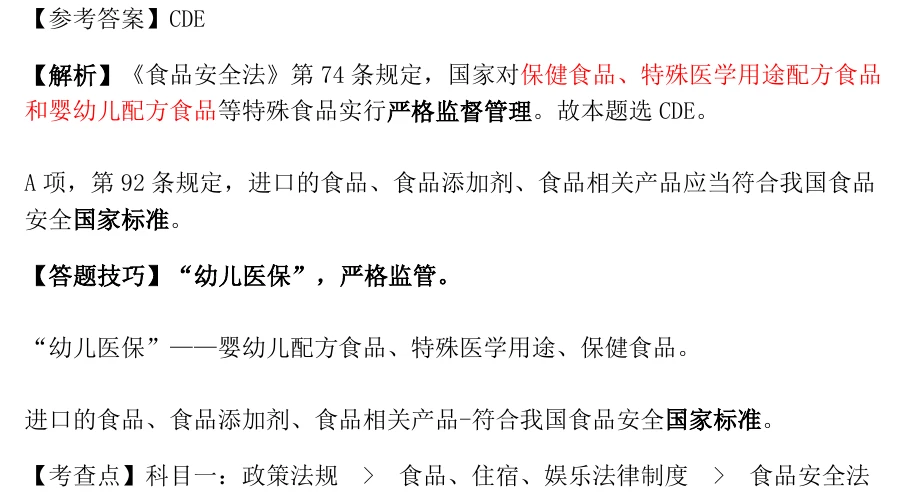 【参考答案】CDE
【解析】《食品安全法》第 74 条规定，国家对保健食品、特殊医学用途配方食品
和婴幼儿配方食品等特殊食品实行严格监督管理。故本题选 CDE。
A 项，第 92 条规定，进口的食品、食品添加剂、食品相关产品应当符合我国食品
安全国家标准。
【答题技巧】“幼儿医保”，严格监管。
“幼儿医保”——婴幼儿配方食品、特殊医学用途、保健食品。
进口的食品、食品添加剂、食品相关产品-符合我国食品安全国家标准。
【考查点】科目一：政策法规 > 食品、住宿、娱乐法律制度 > 食品安全法